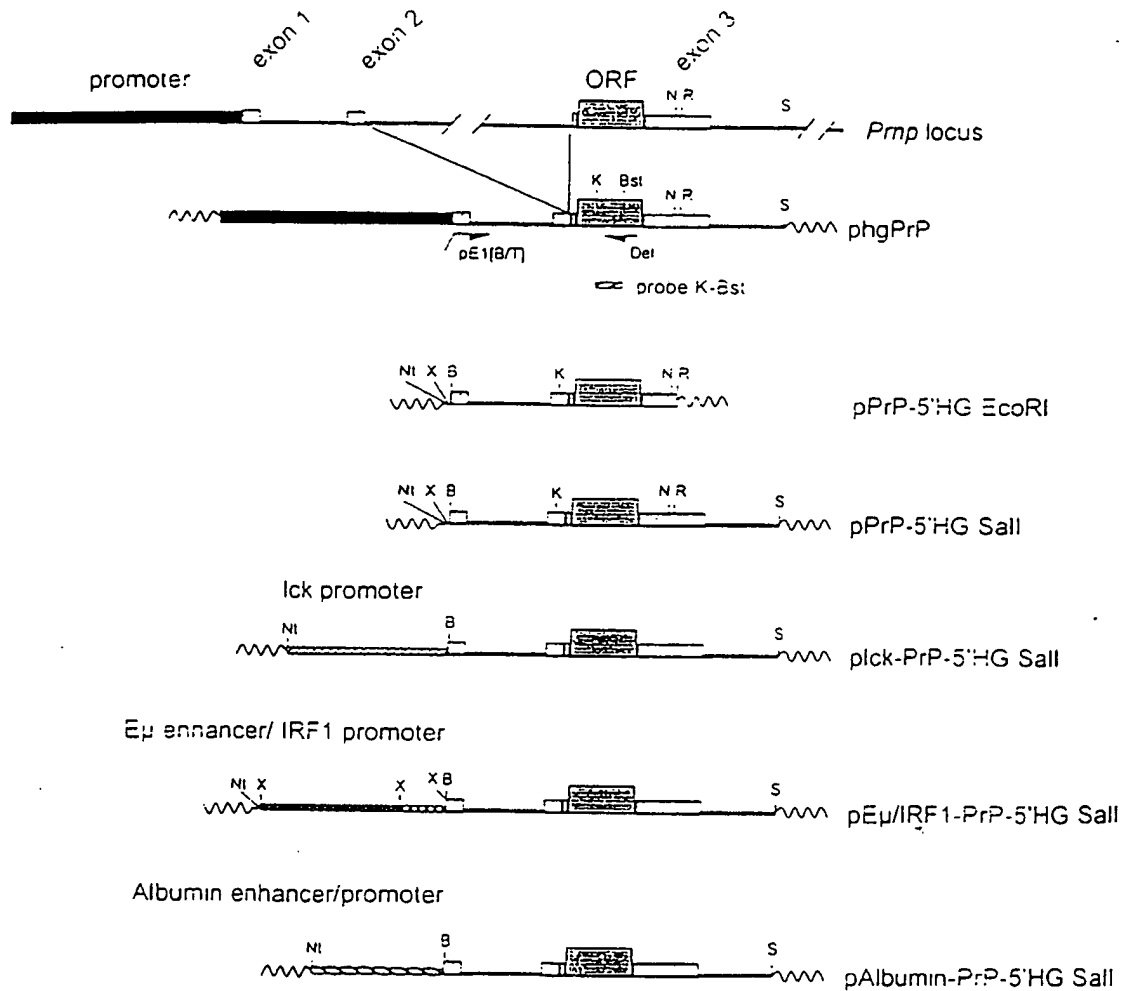 exon 1
exon 2
exon 3
promoter
ORF
N R
S
Prnp locus
K
Bst
N R
S
phgPrP
pE1[B/T]
Del
probe K-Bst
Nt X B
K
N R
pPrP-5'HG EcoRI
Nt X B
K
N R
S
pPrP-5'HG SalI
lck promoter
Nt
B
S
plck-PrP-5'HG SalI
Eµ enhancer/ IRF1 promoter
Nt X
X
X B
S
pEµ/IRF1-PrP-5'HG SalI
Albumin enhancer/promoter
Nt
B
S
pAlbumin-PrP-5'HG SalI